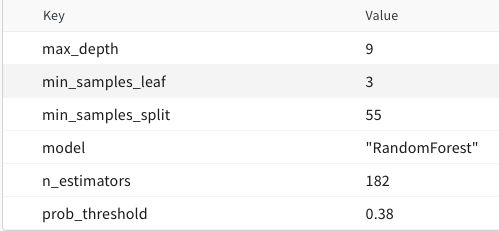 Key Value
max_depth 9
min_samples_leaf 3
min_samples_split 55
model "RandomForest"
n_estimators 182
prob_threshold 0.38